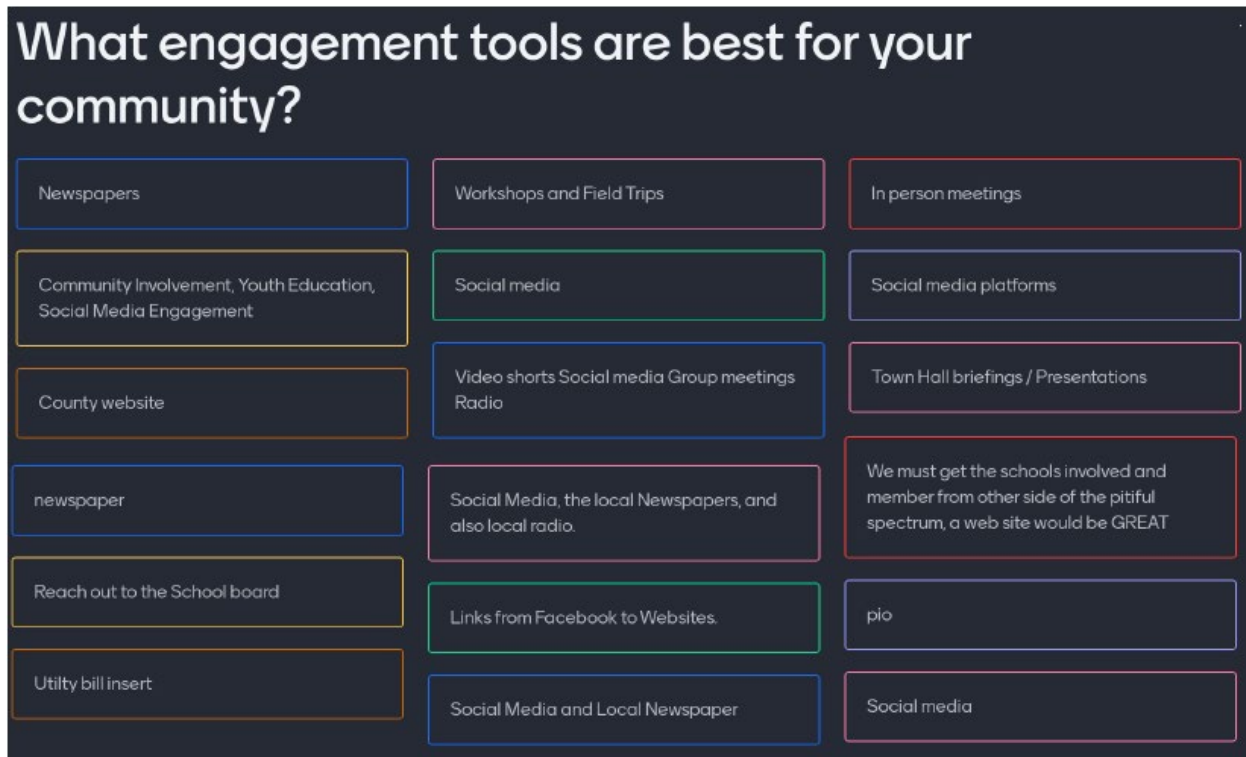 What engagement tools are best for your
community?
Newspapers
Community Involvement, Youth Education,
Social Media Engagement
County website
newspaper
Reach out to the School board
Utilty bill insert
Workshops and Field Trips
Social media
Video shorts Social media Group meetings
Radio
Social Media, the local Newspapers, and
also local radio.
Links from Facebook to Websites.
Social Media and Local Newspaper
In person meetings
Social media platforms
Town Hall briefings / Presentations
We must get the schools involved and
member from other side of the pitiful
spectrum, a web site would be GREAT
pio
Social media